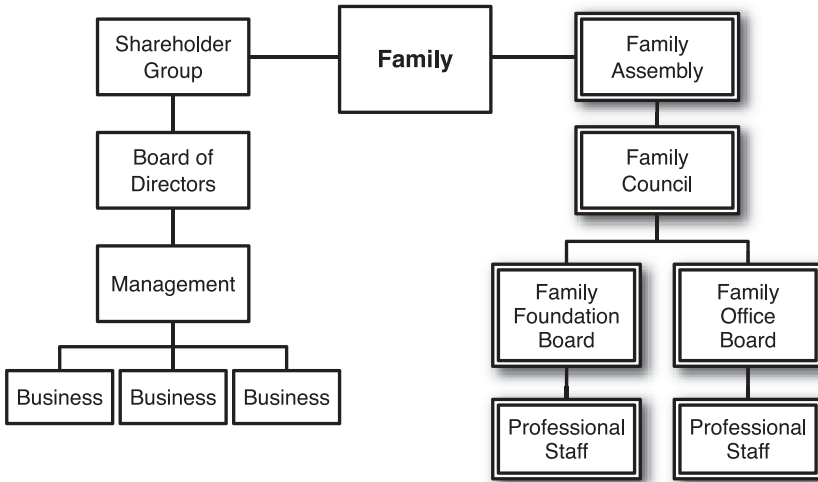 Shareholder
Group
Family
Family
Assembly
Board of
Directors
Family
Council
Management
Family
Foundation
Board
Family
Office
Board
Business
Business
Business
Professional
Staff
Professional
Staff